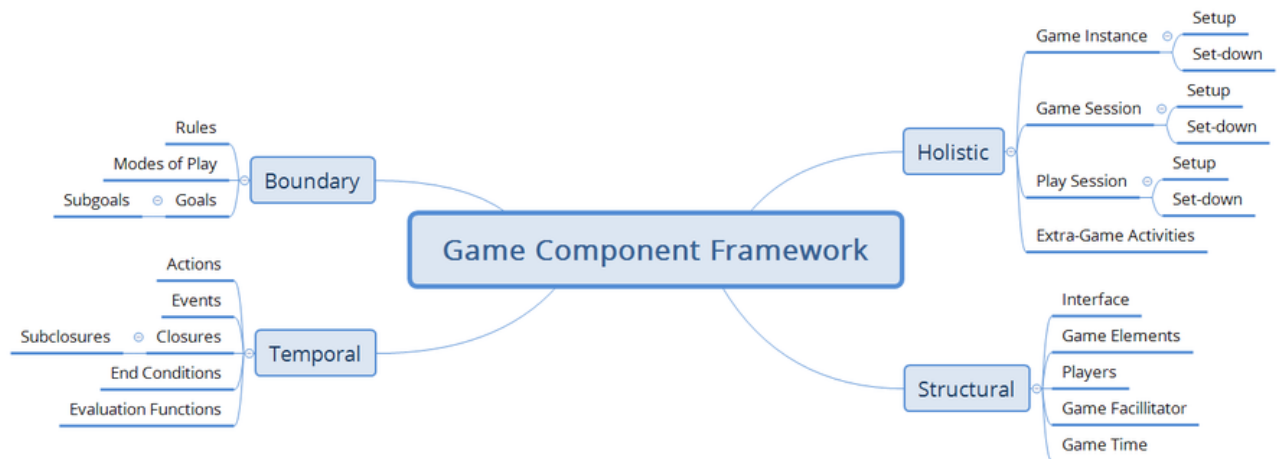 Game Component Framework
Boundary
Rules
Modes of Play
Goals
Subgoals
Temporal
Actions
Events
Closures
Subclosures
End Conditions
Evaluation Functions
Holistic
Game Instance
Setup
Set-down
Game Session
Setup
Set-down
Play Session
Setup
Set-down
Extra-Game Activities
Structural
Interface
Game Elements
Players
Game Facillitator
Game Time